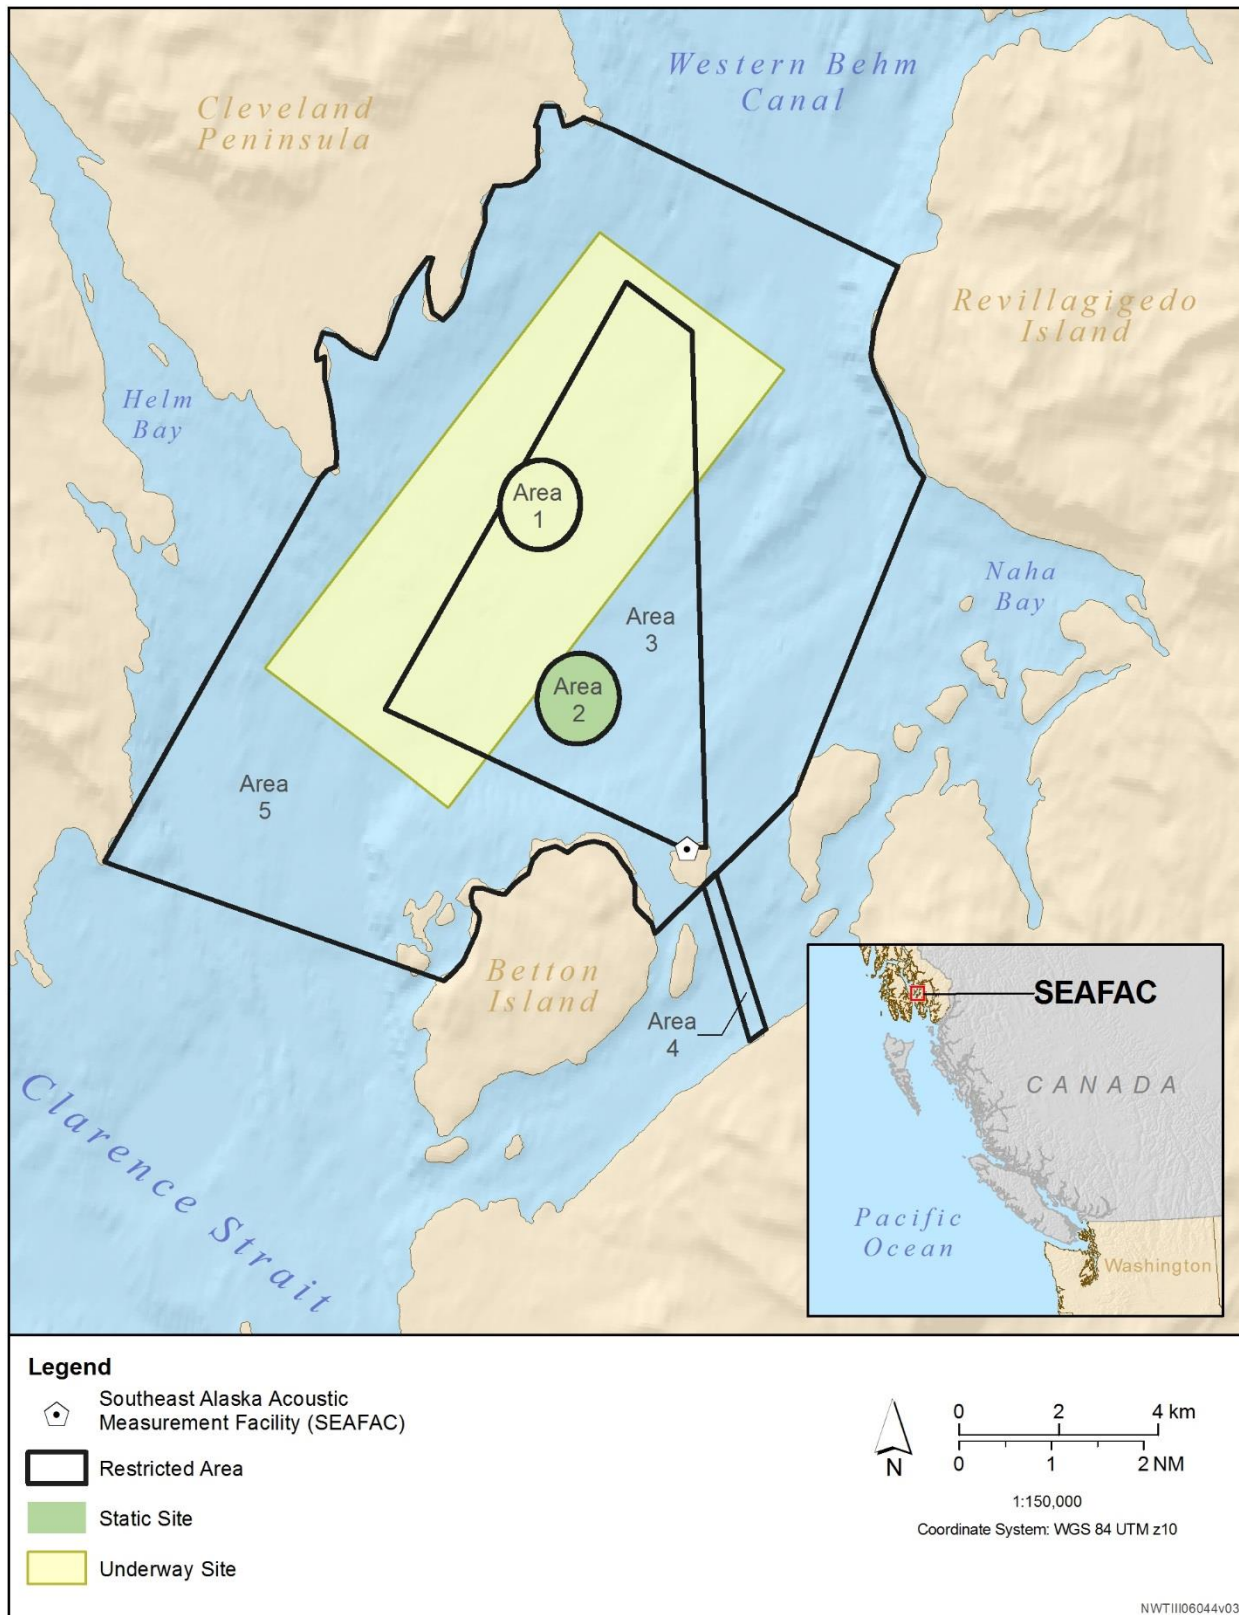 Western Behm
Canal
Cleveland
Peninsula
Revillagigedo
Island
Helm
Bay
Area
1
Naha
Bay
Area
3
Area
2
Area
5
Betton
Island
Area
4
SEAFAC
CANADA
Clarence Strait
Pacific
Ocean
Washington
Legend
Southeast Alaska Acoustic
Measurement Facility (SEAFAC)
Restricted Area
Static Site
Underway Site
N
0 2 4 km
0 1 2 NM
1:150,000
Coordinate System: WGS 84 UTM z10
NWTIII06044v03